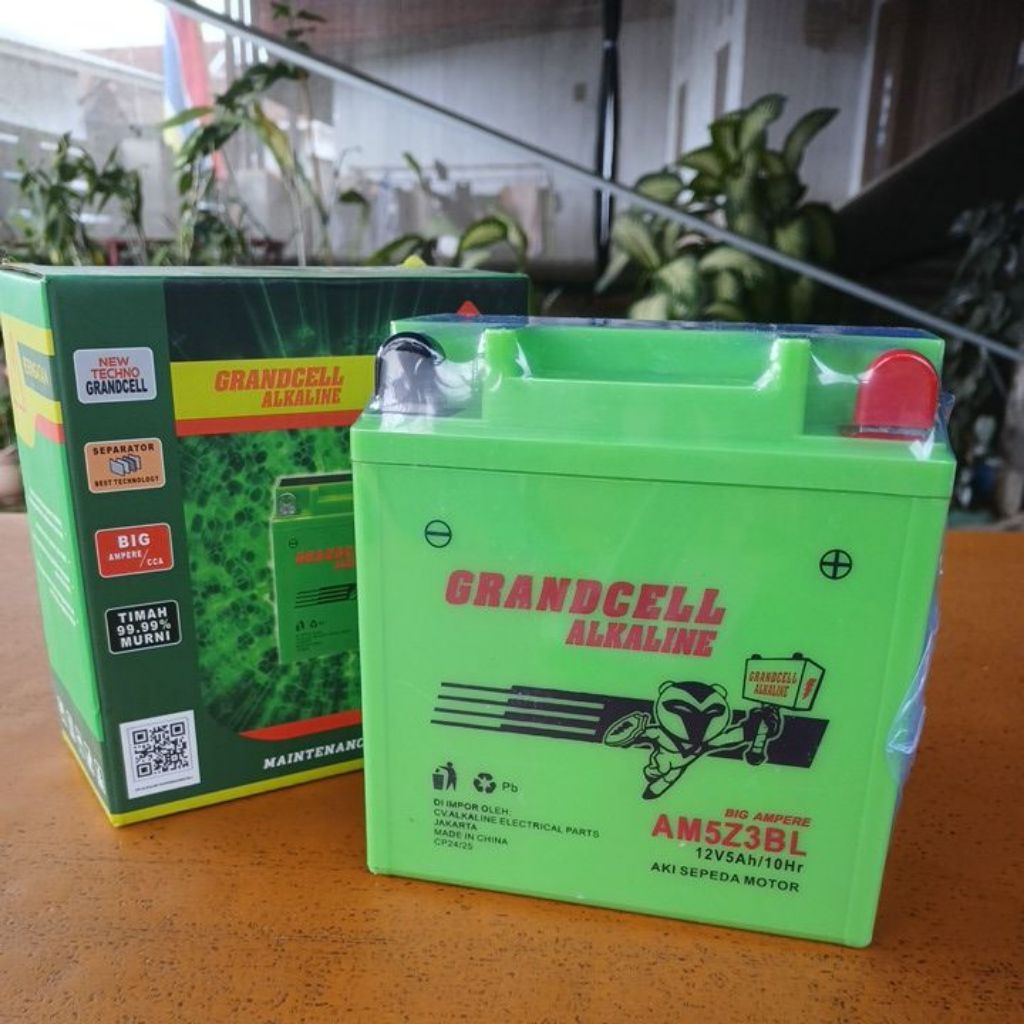 NEW
TECHNO
GRANDCELL
SEPARATOR
BEST TECHNOLOGY
BIG
AMPERE/CCA
TIMAH
99.99%
MURNI
GRANDCELL
ALKALINE
MAINTENANC
GRANDCELL
ALKALINE
GRANDCELL
ALKALINE
Pb
DI IMPOR OLEH:
CV.ALKALINE ELECTRICAL PARTS
JAKARTA
MADE IN CHINA
CP24/25
BIG AMPERE
AM5Z3BL
12V5Ah/10Hr
AKI SEPEDA MOTOR